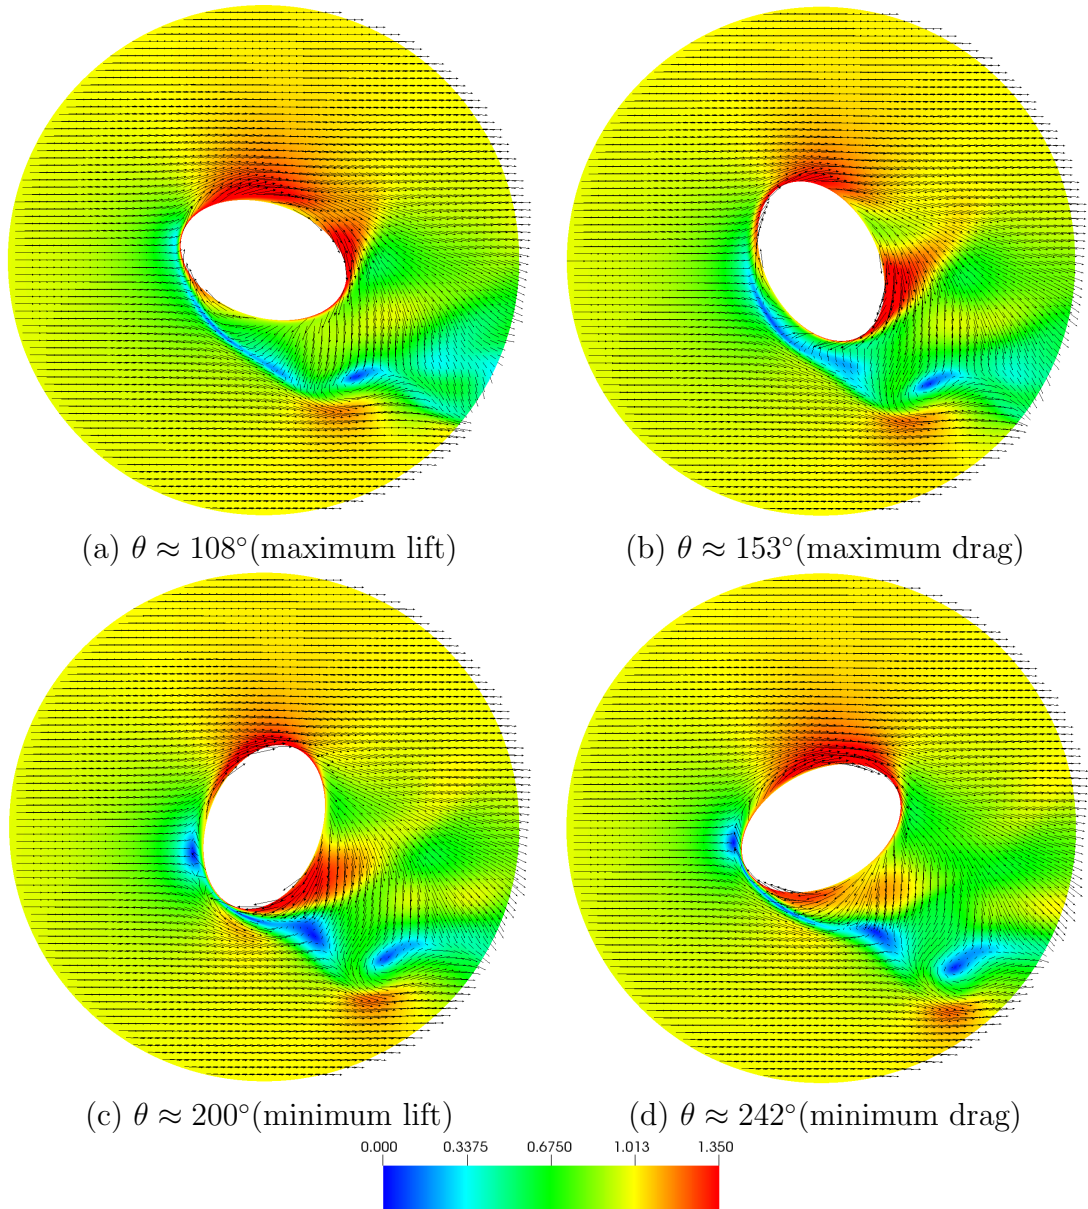 (a) θ ≈ 108°(maximum lift)
(b) θ ≈ 153°(maximum drag)
(c) θ ≈ 200°(minimum lift)
(d) θ ≈ 242°(minimum drag)
0.000 0.3375 0.6750 1.013 1.350